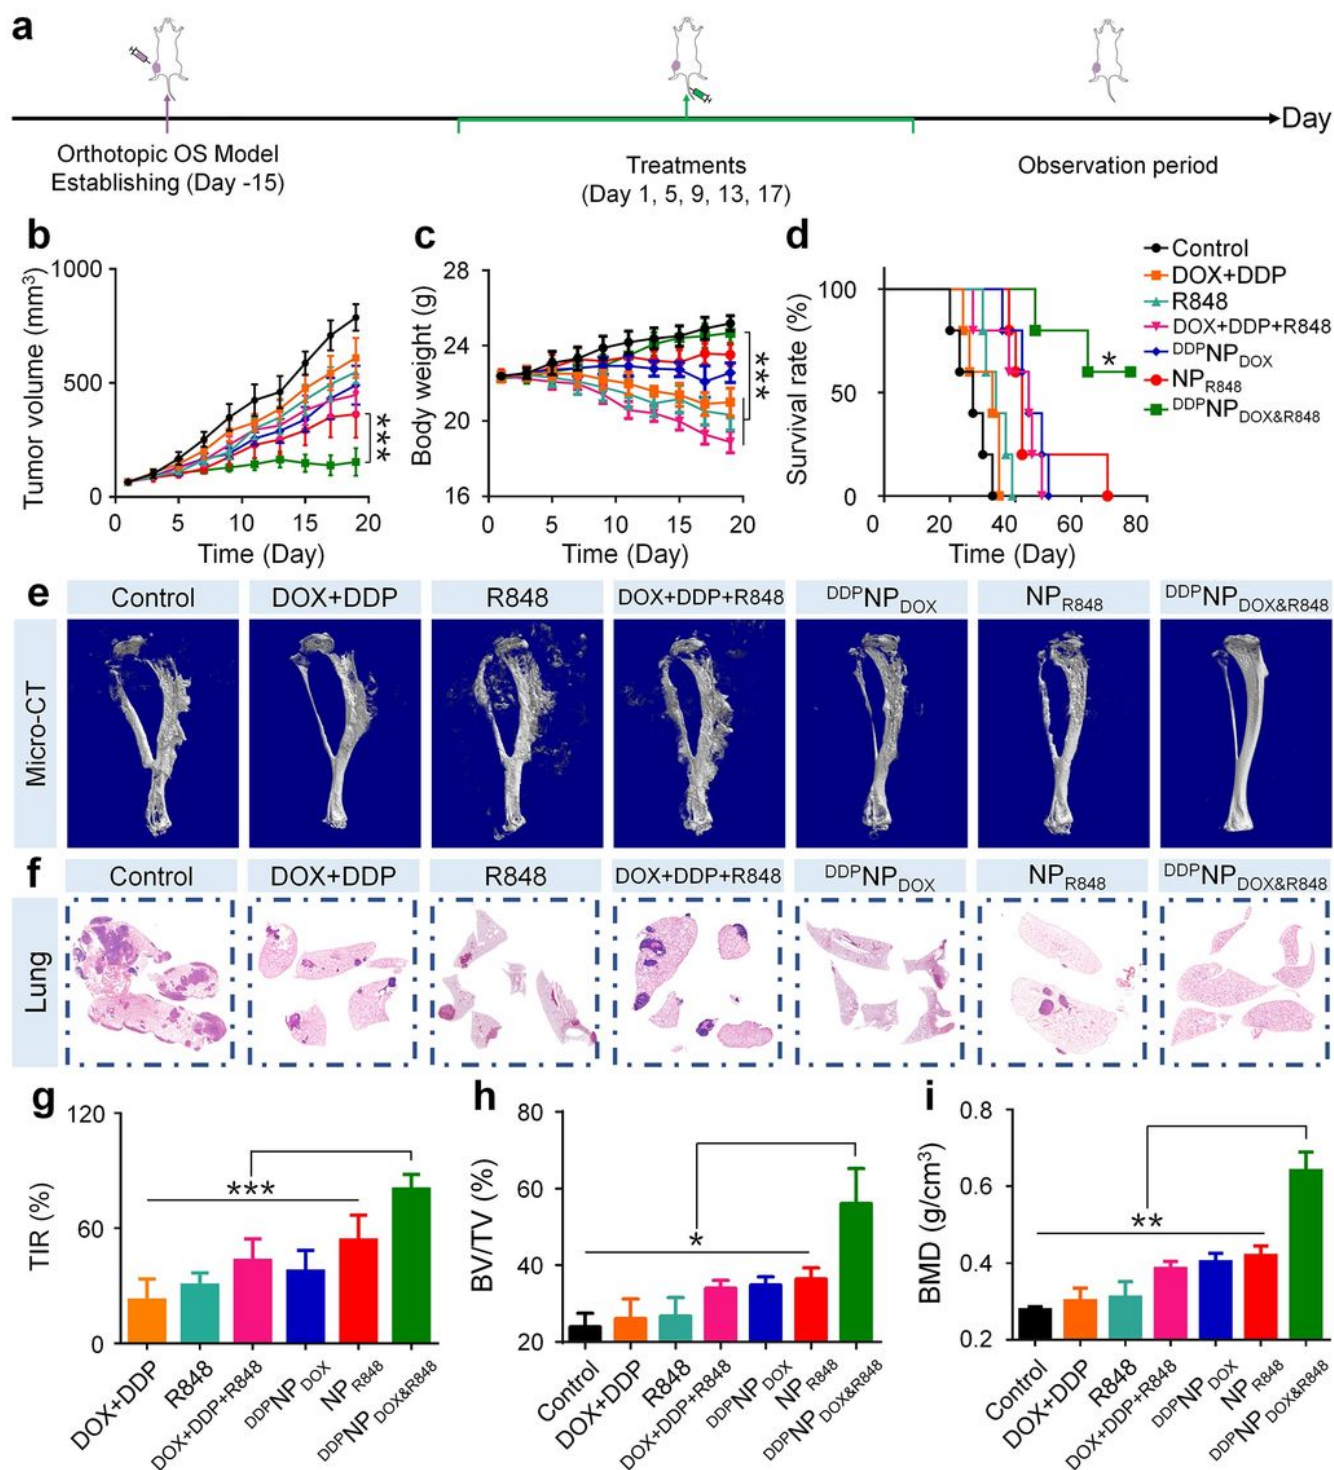 a
Day
Orthotopic OS Model
Establishing (Day -15)
Treatments
(Day 1, 5, 9, 13, 17)
Observation period
b
Tumor volume (mm³)
1000
500
0
0 5 10 15 20
Time (Day)
***
c
Body weight (g)
28
24
20
16
0 5 10 15 20
Time (Day)
***
d
Survival rate (%)
100
50
0
0 20 40 60 80
Time (Day)
*
Control
DOX+DDP
R848
DOX+DDP+R848
DDPNPDOX
NPR848
DDPNPDOX&R848
e
Control DOX+DDP R848 DOX+DDP+R848 DDPNPDOX NPR848 DDPNPDOX&R848
Micro-CT
f
Control DOX+DDP R848 DOX+DDP+R848 DDPNPDOX NPR848 DDPNPDOX&R848
Lung
g
TIR (%)
120
60
0
***
DOX+DDP
R848
DOX+DDP+R848
DDPNPDOX
NPR848
DDPNPDOX&R848
h
BV/TV (%)
80
60
40
20
*
Control
DOX+DDP
R848
DOX+DDP+R848
DDPNPDOX
NPR848
DDPNPDOX&R848
i
BMD (g/cm³)
0.8
0.6
0.4
0.2
**
Control
DOX+DDP
R848
DOX+DDP+R848
DDPNPDOX
NPR848
DDPNPDOX&R848